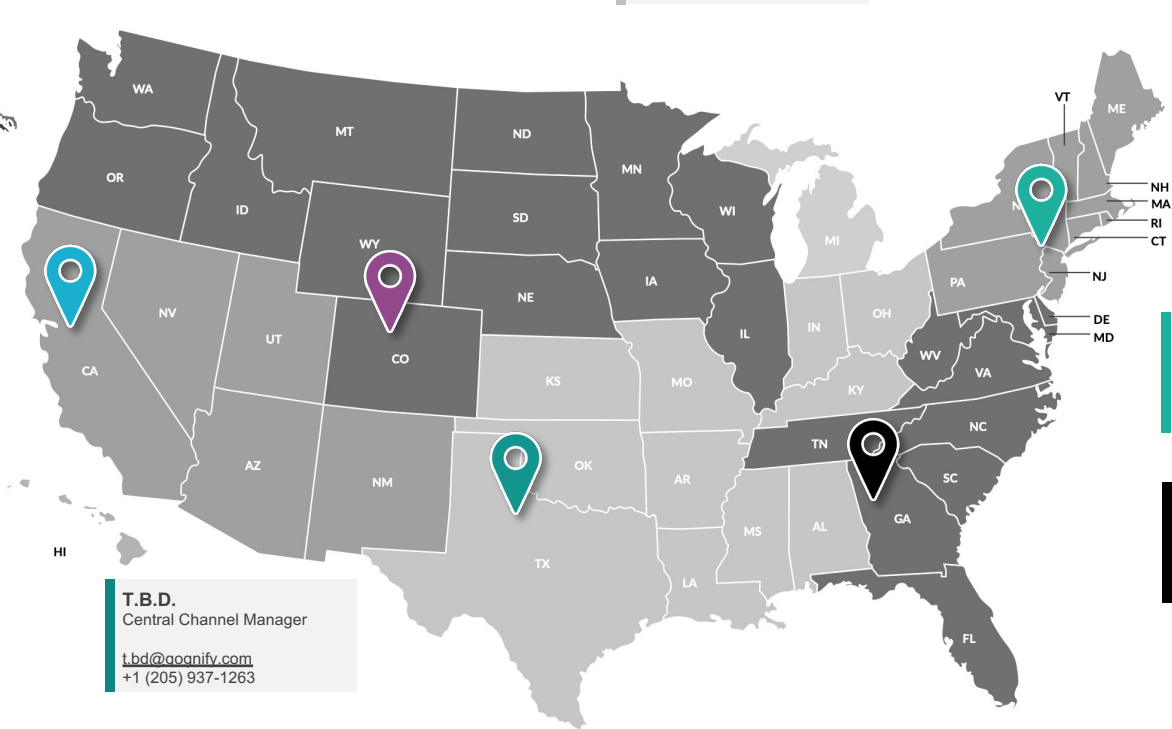 WA
VT
ME
MT
ND
MN
OR
NH
MA
ID
SD
WI
N
RI
CT
WY
MI
NJ
IA
PA
NE
NV
IN
OH
DE
UT
IL
MD
CO
WV
CA
VA
KS
MO
KY
NC
TN
AZ
OK
SC
NM
AR
GA
MS
AL
HI
TX
LA
T.B.D.
Central Channel Manager
FL
t.bd@qognify.com
+1 (205) 937-1263